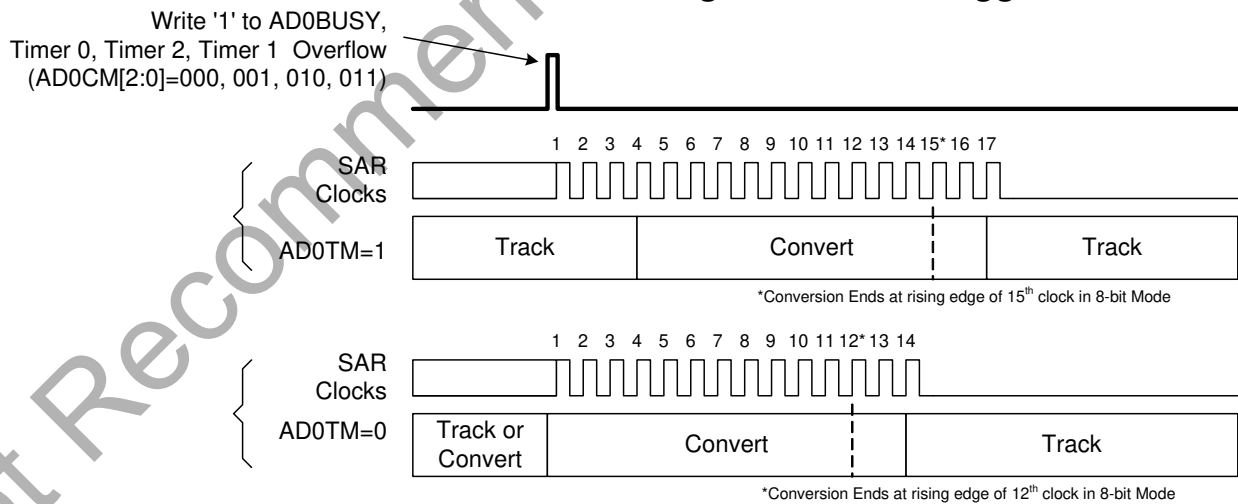 Write '1' to AD0BUSY,
Timer 0, Timer 2, Timer 1 Overflow
(AD0CM[2:0]=000, 001, 010, 011)
1 2 3 4 5 6 7 8 9 10 11 12 13 14 15* 16 17
SAR
Clocks
AD0TM=1
Track
Convert
Track
*Conversion Ends at rising edge of 15th clock in 8-bit Mode
1 2 3 4 5 6 7 8 9 10 11 12* 13 14
SAR
Clocks
AD0TM=0
Track or
Convert
Convert
Track
*Conversion Ends at rising edge of 12th clock in 8-bit Mode